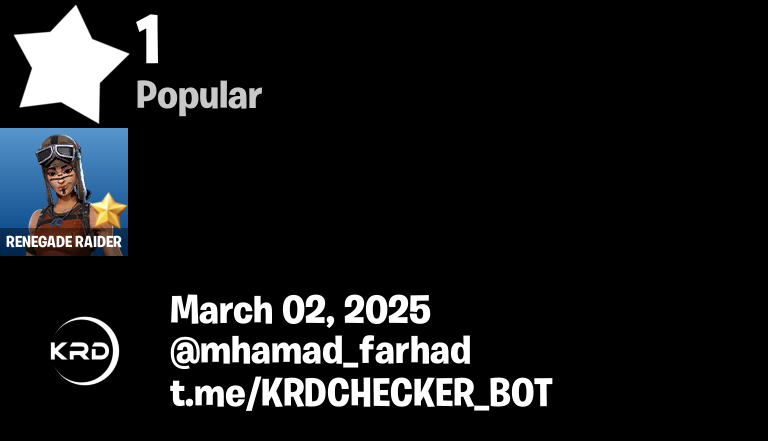 1
Popular
RENEGADE RAIDER
KRD
March 02, 2025
@mhamad_farhad
t.me/KRDCHECKER_BOT